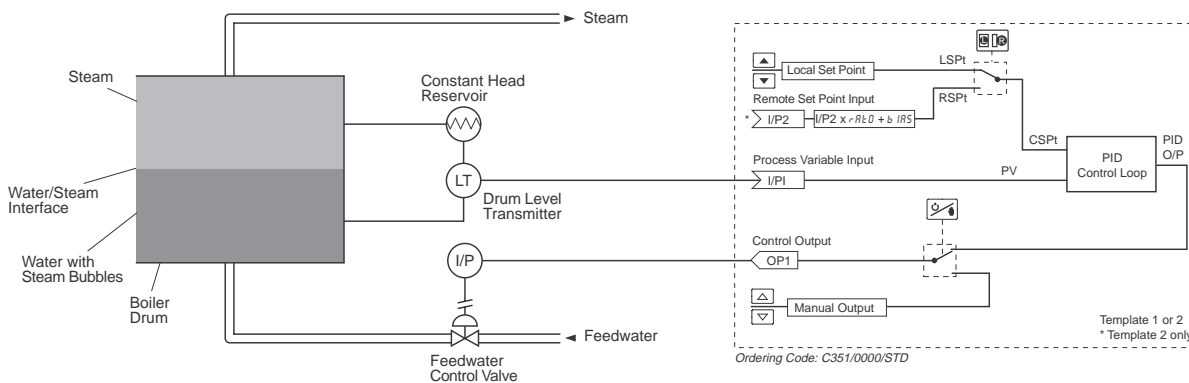 Steam
Steam
Constant Head
Reservoir
LT
Drum Level
Transmitter
Water/Steam
Interface
Water with
Steam Bubbles
Boiler
Drum
I/P
Feedwater
Feedwater
Control Valve
L R
LSPt
Local Set Point
Remote Set Point Input
RSPt
* I/P2
I/P2 x rAtO + b IAS
CSPt
PID
Control Loop
PID
O/P
Process Variable Input
I/PI
PV
Control Output
OP1
Manual Output
Template 1 or 2
* Template 2 only
Ordering Code: C351/0000/STD